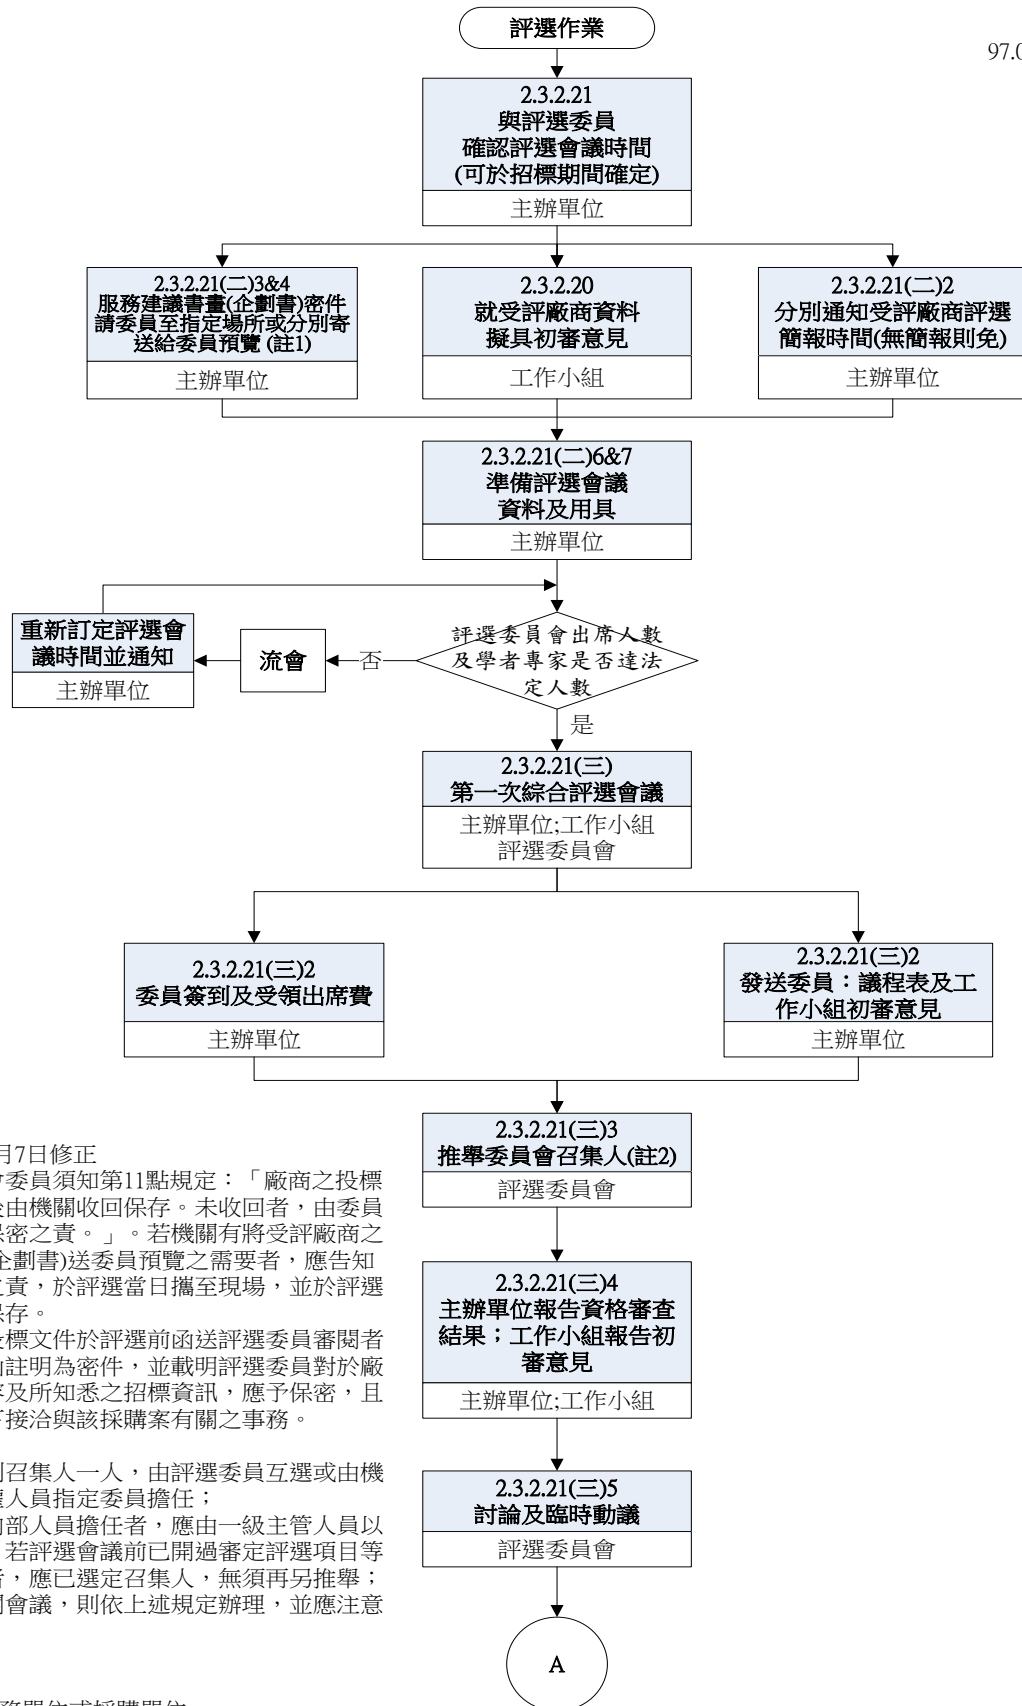 評選作業
97.0
2.3.2.21
與評選委員
確認評選會議時間
(可於招標期間確定)
主辦單位
2.3.2.21(二)3&4
服務建議書畫(企劃書)密件
請委員至指定場所或分別寄
送給委員預覽 (註1)
主辦單位
2.3.2.20
就受評廠商資料
擬具初審意見
工作小組
2.3.2.21(二)2
分別通知受評廠商評選
簡報時間(無簡報則免)
主辦單位
2.3.2.21(二)6&7
準備評選會議
資料及用具
主辦單位
重新訂定評選會
議時間並通知
主辦單位
流會
否
評選委員會出席人數
及學者專家是否達法
定人數
是
2.3.2.21(三)
第一次綜合評選會議
主辦單位;工作小組
評選委員會
2.3.2.21(三)2
委員簽到及受領出席費
主辦單位
2.3.2.21(三)2
發送委員：議程表及工
作小組初審意見
主辦單位
2.3.2.21(三)3
推舉委員會召集人(註2)
評選委員會
2.3.2.21(三)4
主辦單位報告資格審查
結果；工作小組報告初
審意見
主辦單位;工作小組
2.3.2.21(三)5
討論及臨時動議
評選委員會
A
月7日修正
委員須知第11點規定：「廠商之投標
後由機關收回保存。未收回者，由委員
保密之責。」。若機關有將受評廠商之
企劃書)送委員預覽之需要者，應告知
之責，於評選當日攜至現場，並於評選
保存。
投標文件於評選前函送評選委員審閱者
註明為密件，並載明評選委員對於廠
容及所知悉之招標資訊，應予保密，且
下接洽與該採購案有關之事務。
召集人一人，由評選委員互選或由機
權人員指定委員擔任；
內部人員擔任者，應由一級主管人員以
若評選會議前已開過審定評選項目等
者，應已選定召集人，無須再另推舉；
開會議，則依上述規定辦理，並應注意
務單位或採購單位